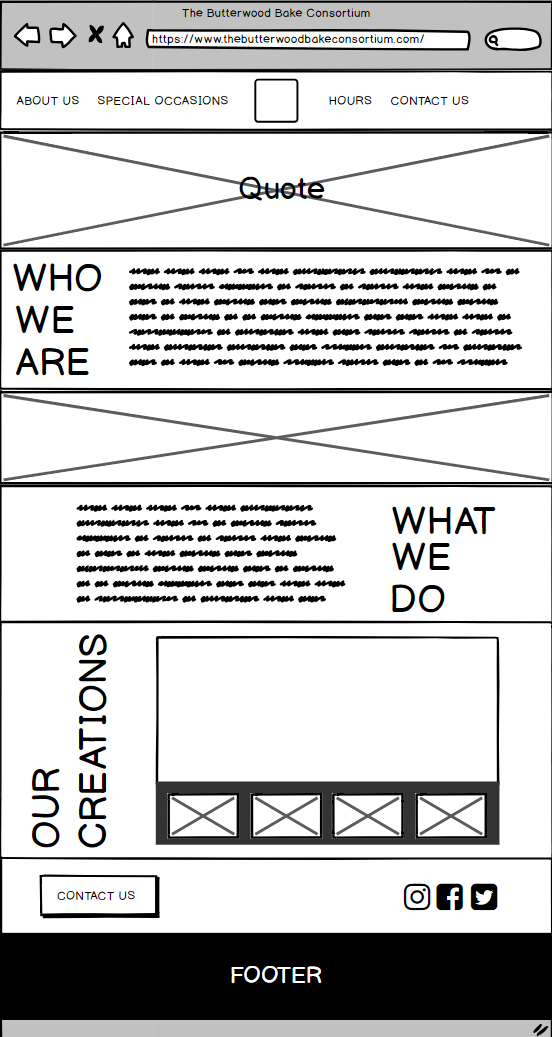 The Butterwood Bake Consortium
https://www.thebutterwoodbakeconsortium.com/
ABOUT US SPECIAL OCCASIONS HOURS CONTACT US
Quote
WHO
WE
ARE
WHAT
WE
DO
OUR
CREATIONS
CONTACT US
FOOTER